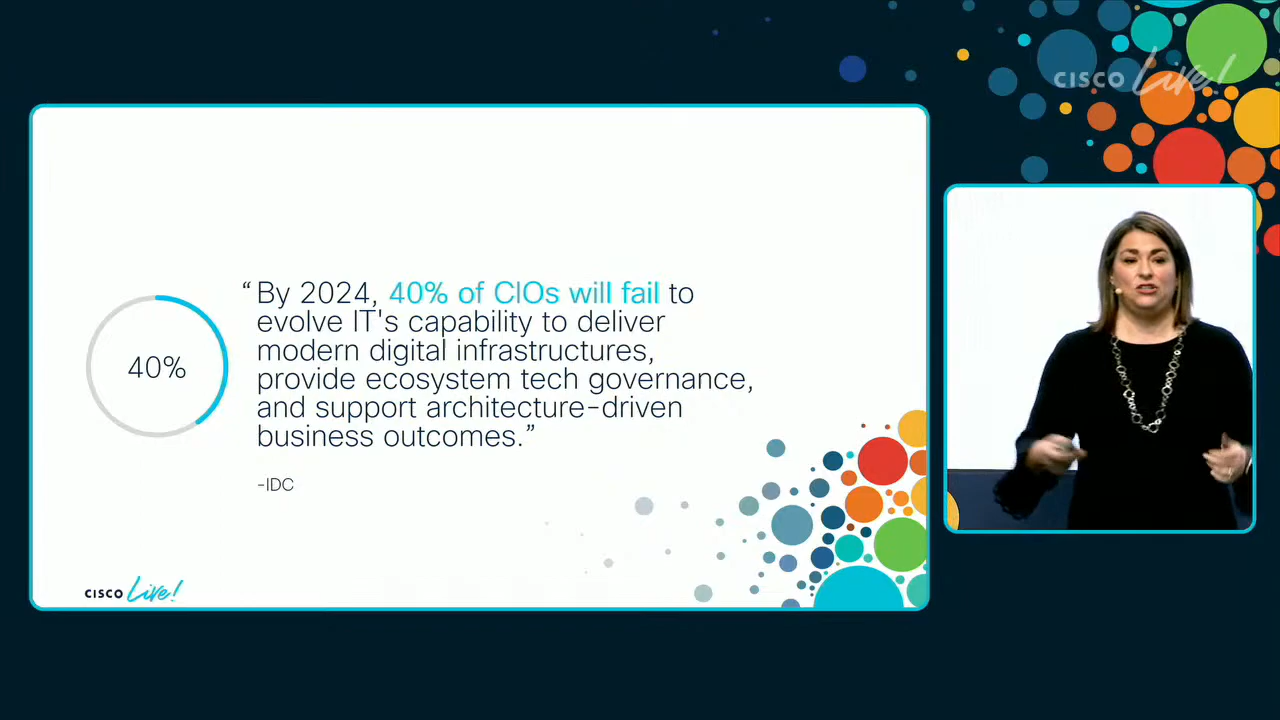 CISCO Live!
“By 2024, 40% of CIOs will fail to
evolve IT's capability to deliver
modern digital infrastructures,
provide ecosystem tech governance,
and support architecture-driven
business outcomes.”
40%
-IDC
CISCO Live!